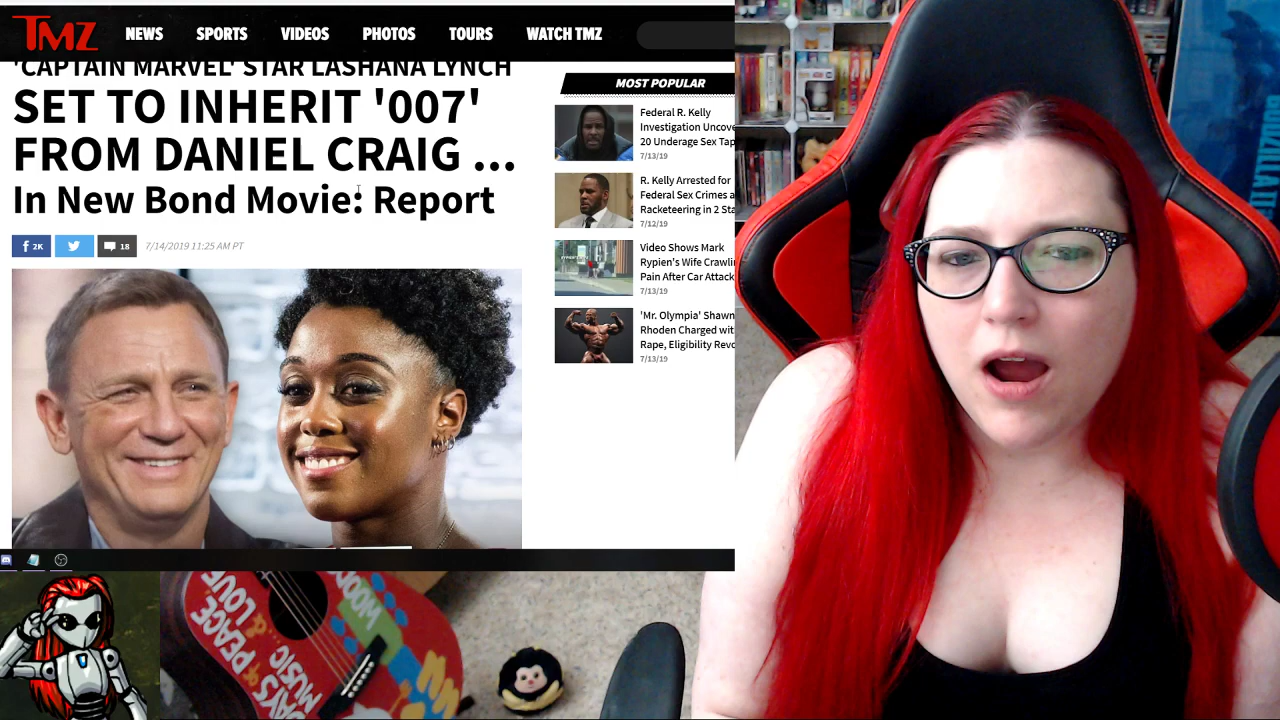 TMZ
NEWS SPORTS VIDEOS PHOTOS TOURS WATCH TMZ
'CAPTAIN MARVEL' STAR LASHANA LYNCH
SET TO INHERIT '007'
FROM DANIEL CRAIG ...
In New Bond Movie: Report
2K 18 7/14/2019 11:25 AM PT
MOST POPULAR
Federal R. Kelly
Investigation Uncove
20 Underage Sex Tap
7/13/19
R. Kelly Arrested for
Federal Sex Crimes a
Racketeering in 2 Sta
7/12/19
Video Shows Mark
Rypien's Wife Crawlin
Pain After Car Attack
7/13/19
'Mr. Olympia' Shawn
Rhoden Charged wit
Rape, Eligibility Revo
7/13/19
PEACE
& LOVE
MUSIC